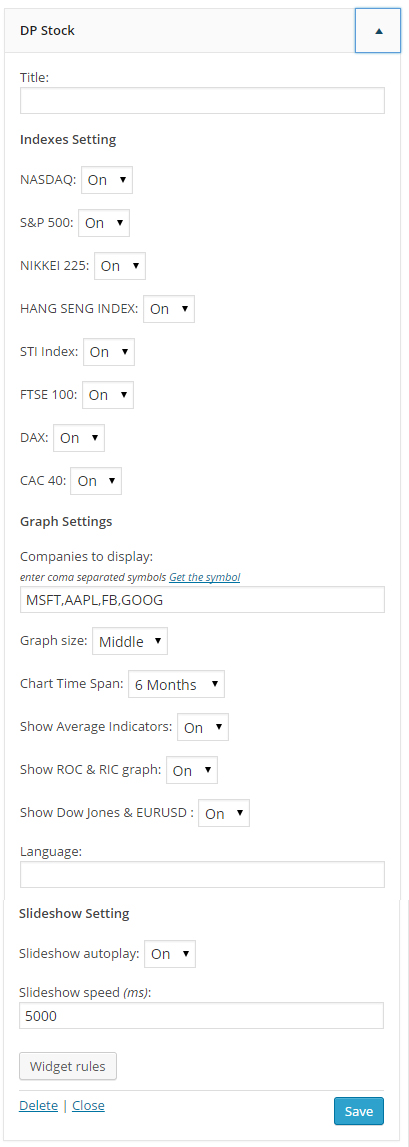 DP Stock
Title:
Indexes Setting
NASDAQ: On
S&P 500: On
NIKKEI 225: On
HANG SENG INDEX: On
STI Index: On
FTSE 100: On
DAX: On
CAC 40: On
Graph Settings
Companies to display:
enter coma separated symbols Get the symbol
MSFT,AAPL,FB,GOOG
Graph size: Middle
Chart Time Span: 6 Months
Show Average Indicators: On
Show ROC & RIC graph: On
Show Dow Jones & EURUSD : On
Language:
Slideshow Setting
Slideshow autoplay: On
Slideshow speed (ms):
5000
Widget rules
Delete | Close Save